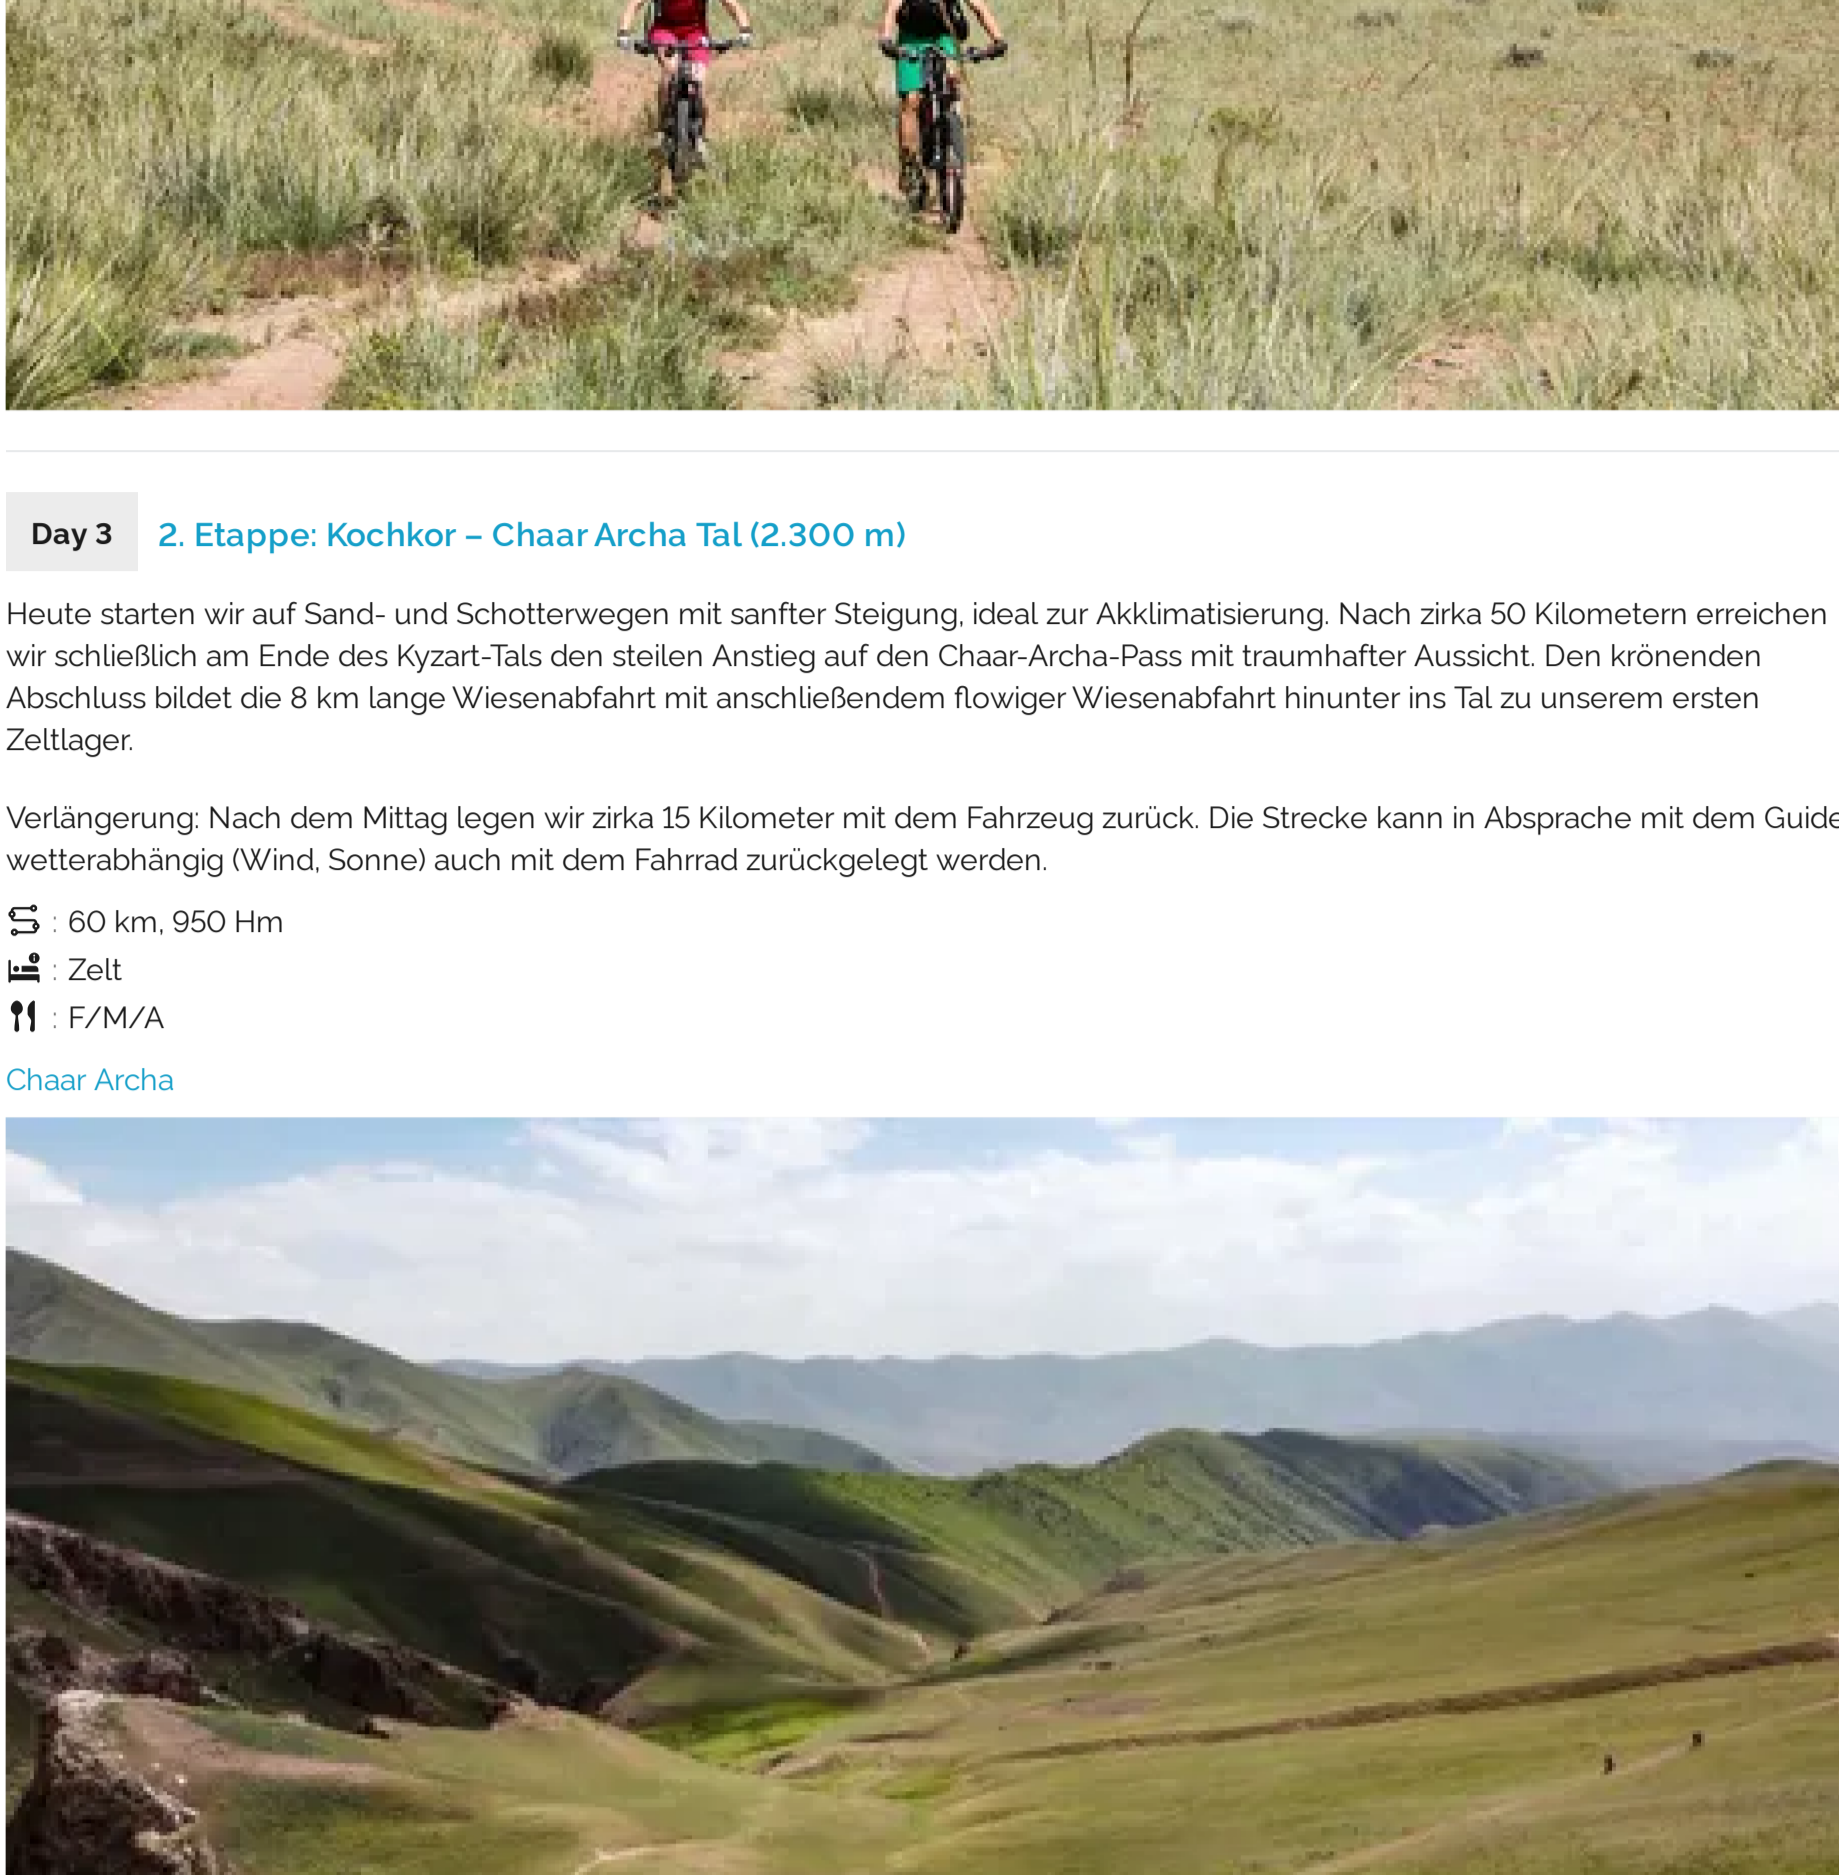 Day 3
2. Etappe: Kochkor – Chaar Archa Tal (2.300 m)
Heute starten wir auf Sand- und Schotterwegen mit sanfter Steigung, ideal zur Akklimatisierung. Nach zirka 50 Kilometern erreichen
wir schließlich am Ende des Kyzart-Tals den steilen Anstieg auf den Chaar-Archa-Pass mit traumhafter Aussicht. Den krönenden
Abschluss bildet die 8 km lange Wiesenabfahrt mit anschließendem flowiger Wiesenabfahrt hinunter ins Tal zu unserem ersten
Zeltlager.
Verlängerung: Nach dem Mittag legen wir zirka 15 Kilometer mit dem Fahrzeug zurück. Die Strecke kann in Absprache mit dem Guide
wetterabhängig (Wind, Sonne) auch mit dem Fahrrad zurückgelegt werden.
: 60 km, 950 Hm
: Zelt
: F/M/A
Chaar Archa